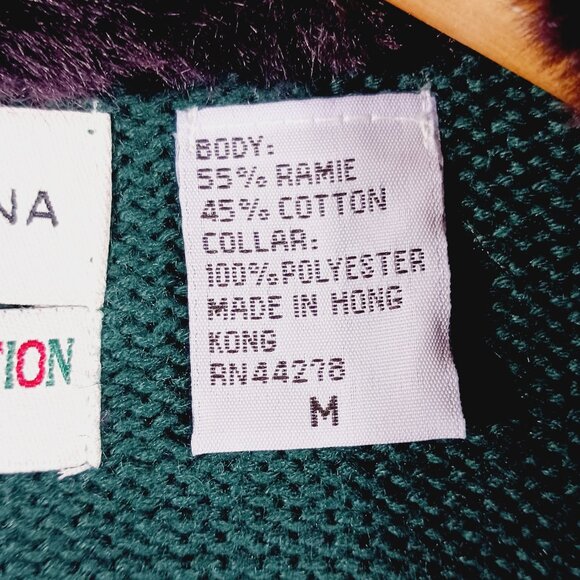 NA
TION
BODY:
55% RAMIE
45% COTTON
COLLAR:
100% POLYESTER
MADE IN HONG
KONG
RN44278
M